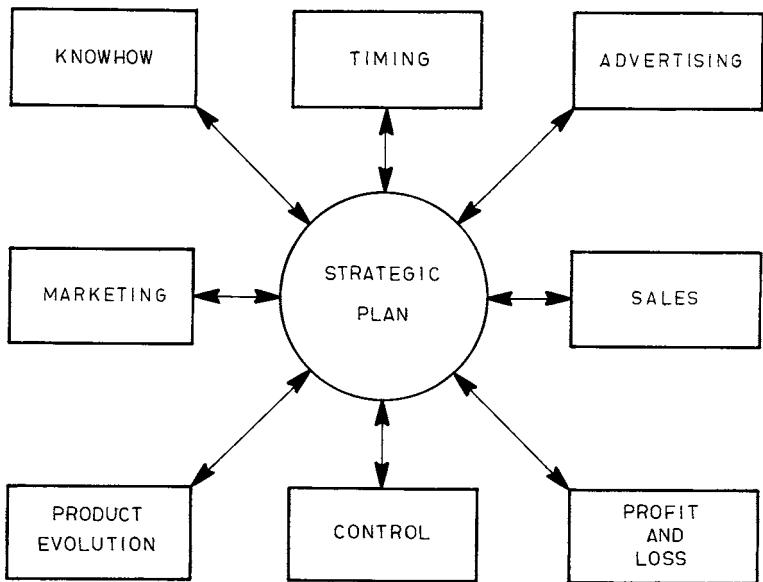 KNOWHOW
TIMING
ADVERTISING
MARKETING
STRATEGIC
PLAN
SALES
PRODUCT
EVOLUTION
CONTROL
PROFIT
AND
LOSS